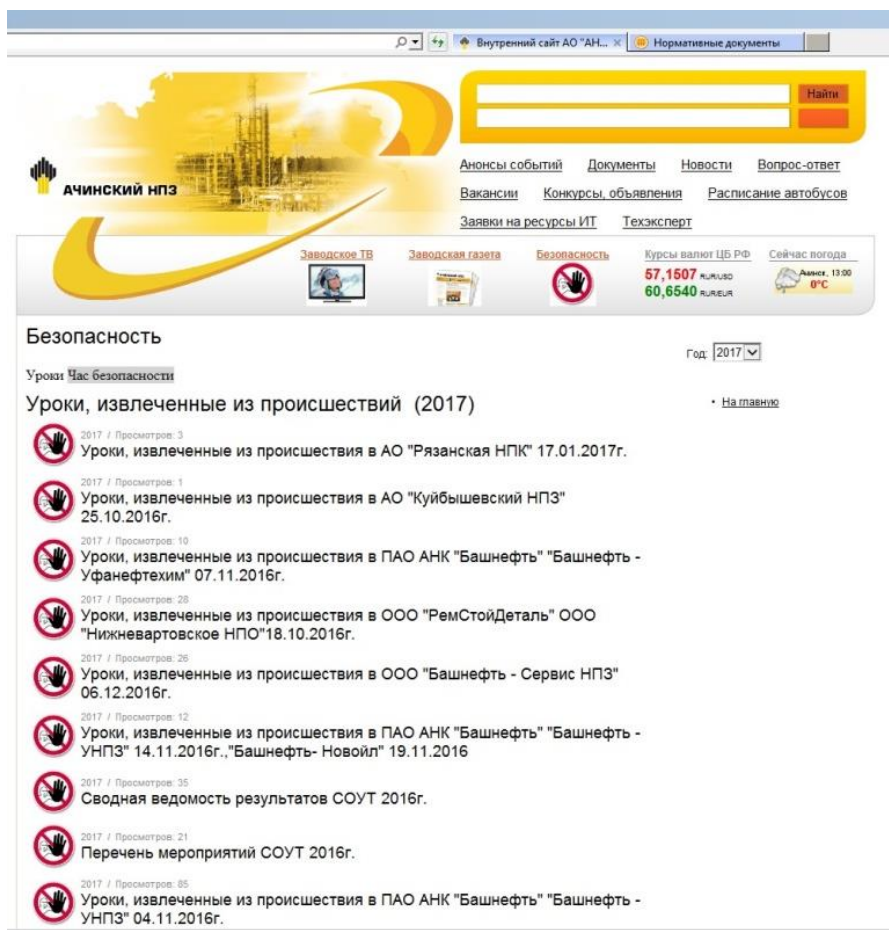 Внутренний сайт АО "АН...
Нормативные документы
Найти
АЧИНСКИЙ НПЗ
Анонсы событий Документы Новости Вопрос-ответ
Вакансии Конкурсы, объявления Расписание автобусов
Заявки на ресурсы ИТ Техэксперт
Заводское ТВ Заводская газета Безопасность Курсы валют ЦБ РФ Сейчас погода
57,1507 RUR/USD
60,6540 RUR/EUR
Ачинск, 13:00
0°C
Безопасность
Год: 2017
Уроки Час безопасности
Уроки, извлеченные из происшествий (2017)
• На главную
2017 / Просмотров: 3
Уроки, извлеченные из происшествия в АО "Рязанская НПК" 17.01.2017г.
2017 / Просмотров: 1
Уроки, извлеченные из происшествия в АО "Куйбышевский НПЗ"
25.10.2016г.
2017 / Просмотров: 10
Уроки, извлеченные из происшествия в ПАО АНК "Башнефть" "Башнефть -
Уфанефтехим" 07.11.2016г.
2017 / Просмотров: 28
Уроки, извлеченные из происшествия в ООО "РемСтойДеталь" ООО
"Нижневартовское НПО"18.10.2016г.
2017 / Просмотров: 26
Уроки, извлеченные из происшествия в ООО "Башнефть - Сервис НПЗ"
06.12.2016г.
2017 / Просмотров: 12
Уроки, извлеченные из происшествия в ПАО АНК "Башнефть" "Башнефть -
УНПЗ" 14.11.2016г.,"Башнефть- Новойл" 19.11.2016
2017 / Просмотров: 35
Сводная ведомость результатов СОУТ 2016г.
2017 / Просмотров: 21
Перечень мероприятий СОУТ 2016г.
2017 / Просмотров: 85
Уроки, извлеченные из происшествия в ПАО АНК "Башнефть" "Башнефть -
УНПЗ" 04.11.2016г.